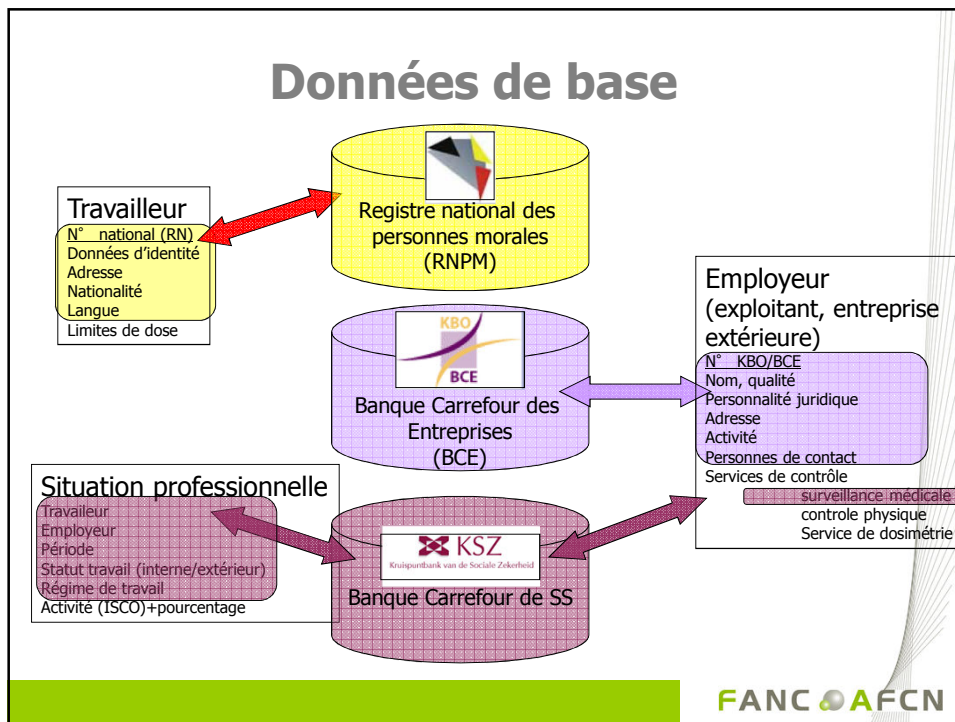 Données de base
Travailleur
N° national (RN)
Données d'identité
Adresse
Nationalité
Langue
Limites de dose
Registre national des
personnes morales
(RNPM)
KBO
BCE
Banque Carrefour des
Entreprises
(BCE)
Employeur
(exploitant, entreprise
extérieure)
N° KBO/BCE
Nom, qualité
Personnalité juridique
Adresse
Activité
Personnes de contact
Services de contrôle
surveillance médicale
controle physique
Service de dosimétrie
Situation professionnelle
Travaileur
Employeur
Période
Statut travail (interne/extérieur)
Régime de travail
Activité (ISCO)+pourcentage
KSZ
Kruispuntbank van de Sociale Zekerheid
Banque Carrefour de SS
FANC AFCN